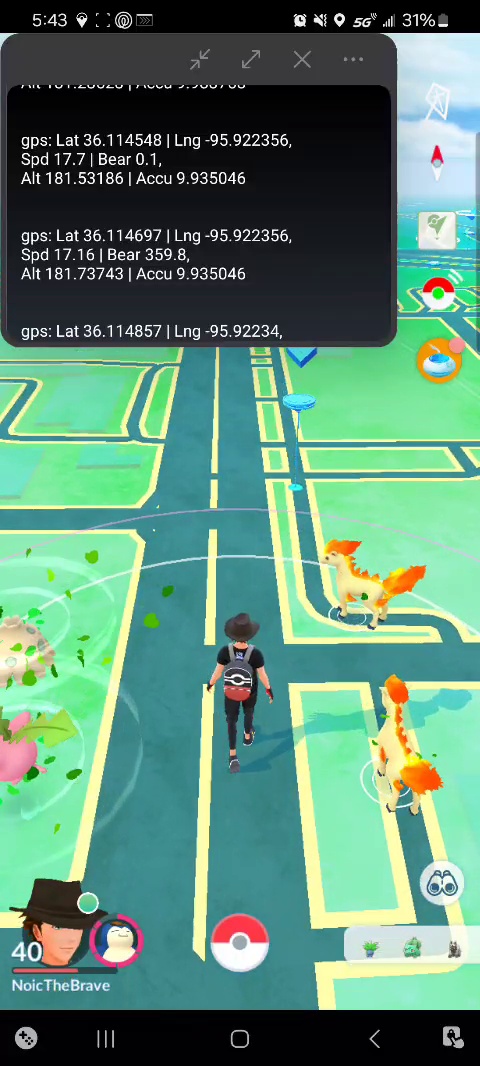 5:43
5G
31%
gps: Lat 36.114548 | Lng -95.922356,
Spd 17.7 | Bear 0.1,
Alt 181.53186 | Accu 9.935046
gps: Lat 36.114697 | Lng -95.922356,
Spd 17.16 | Bear 359.8,
Alt 181.73743 | Accu 9.935046
gps: Lat 36.114857 | Lng -95.92234,
40
NoicTheBrave